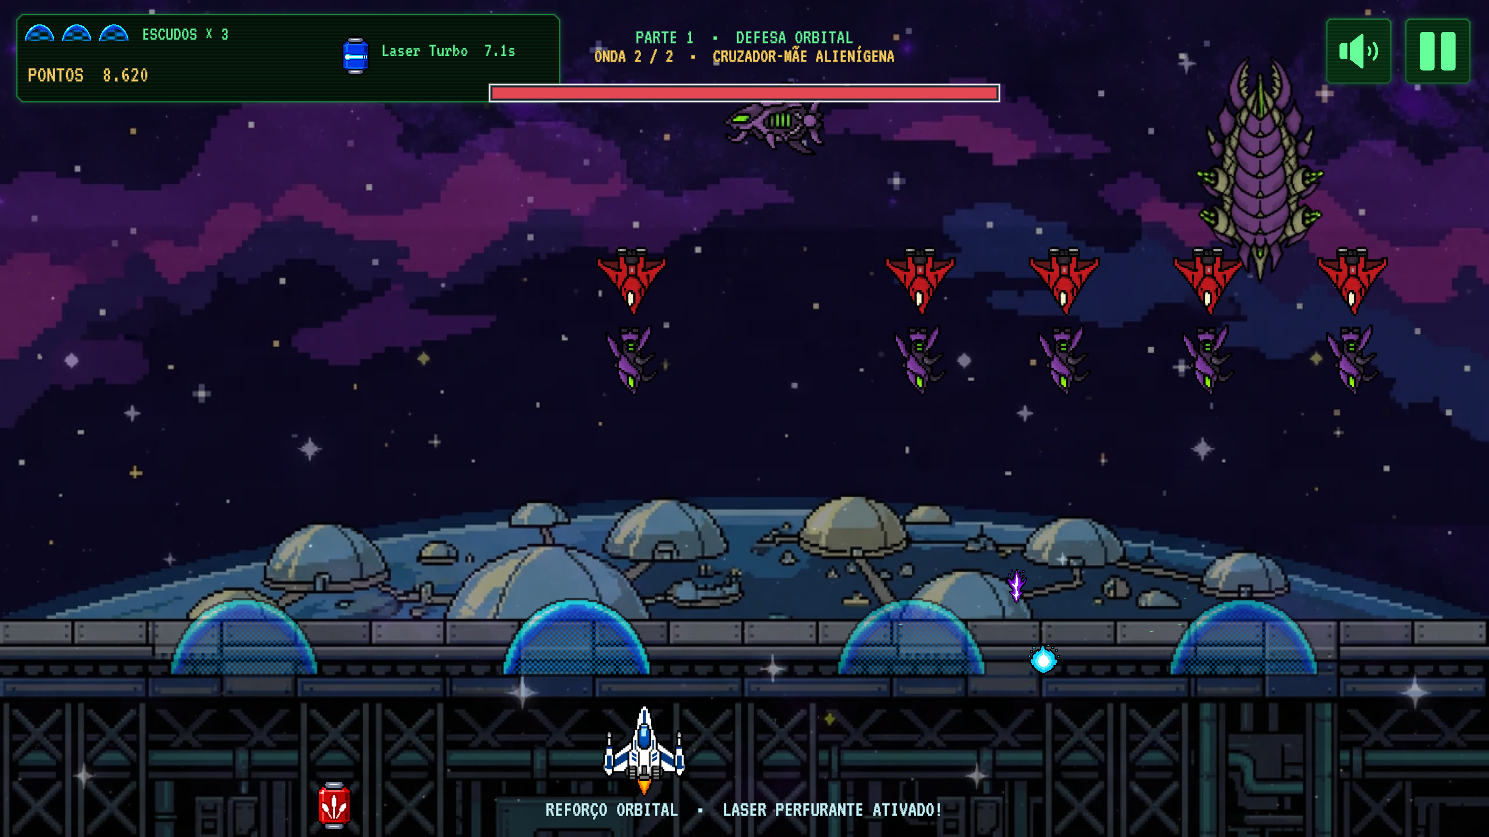 ESCUDOS X 3
Laser Turbo 7.1s
PONTOS 8.620
PARTE 1 • DEFESA ORBITAL
ONDA 2 / 2 • CRUZADOR-MÃE ALIENÍGENA
REFORÇO ORBITAL • LASER PERFURANTE ATIVADO!